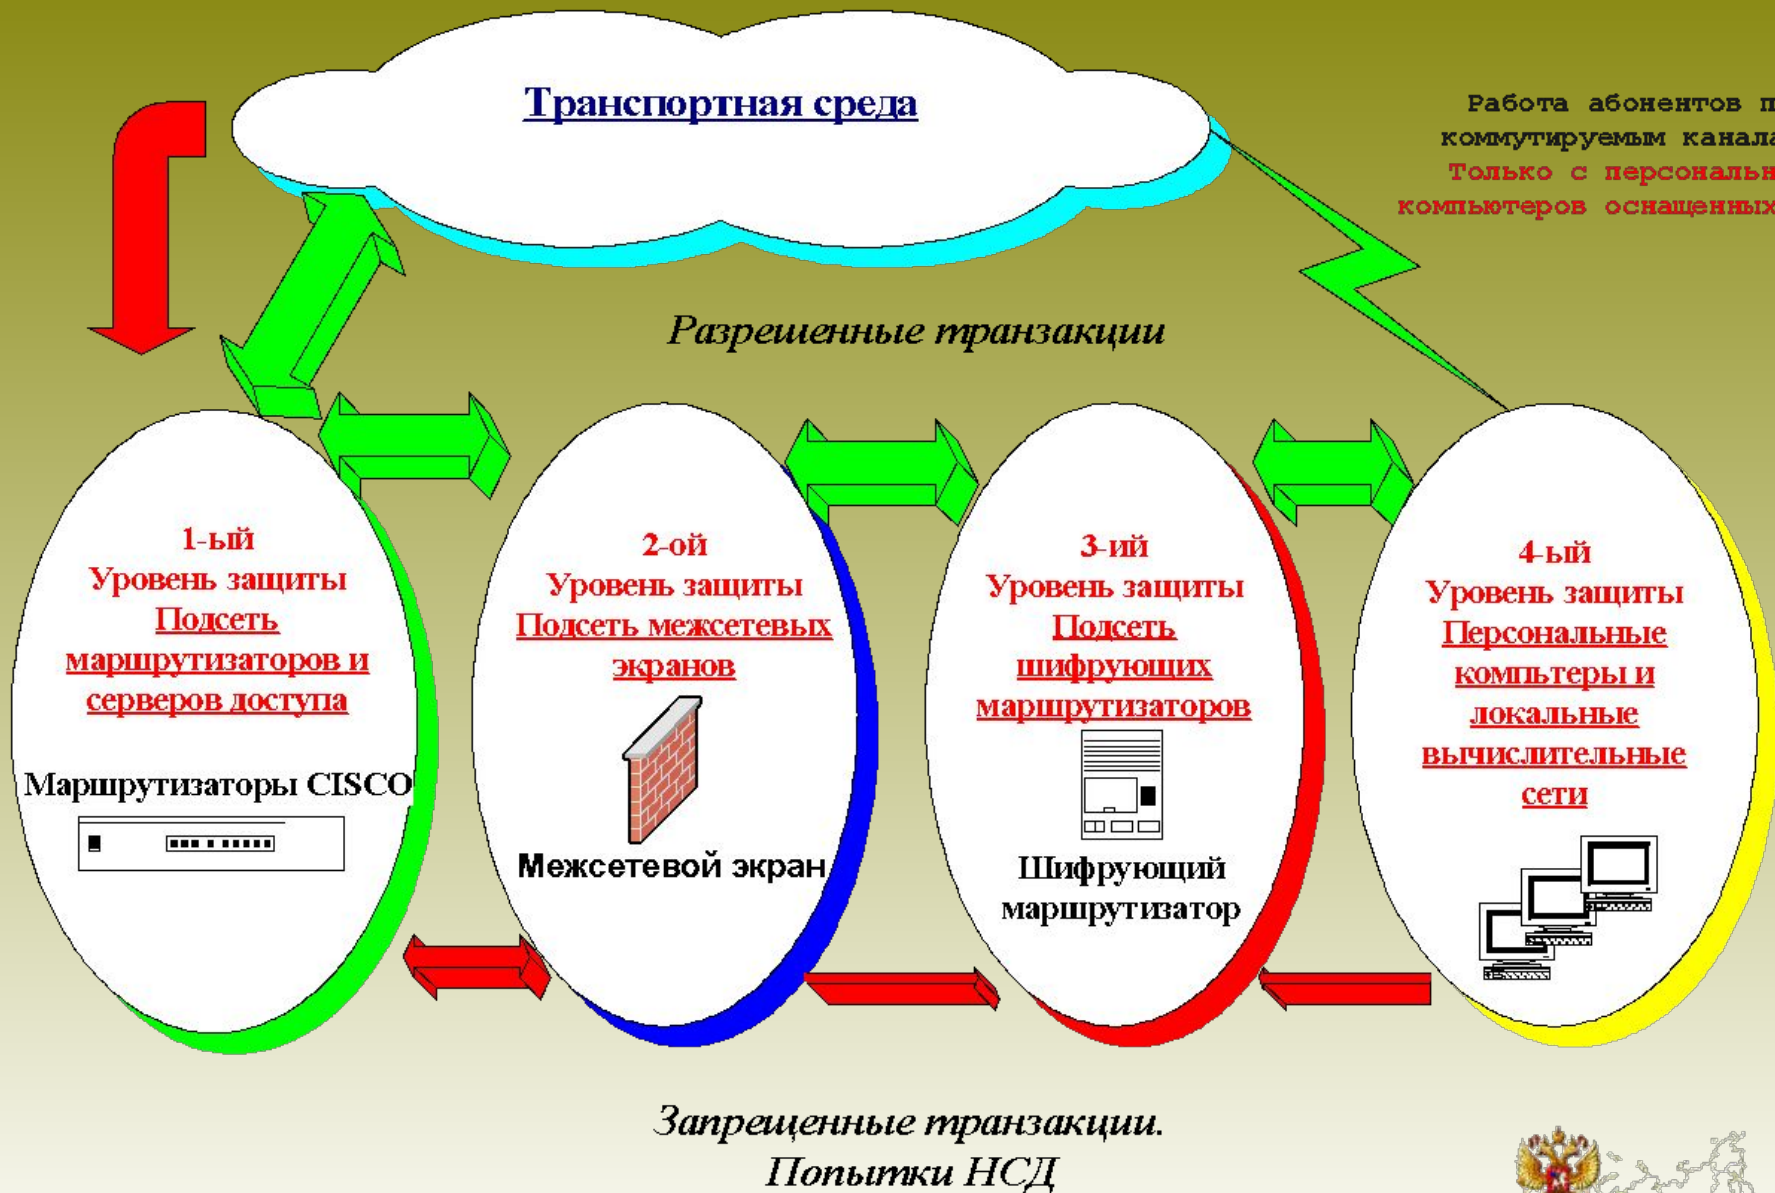 Транспортная среда
Работа абонентов п
коммутируемым канала
Только с персональн
компьютеров оснащенных
Разрешенные транзакции
1-ый
Уровень защиты
Подсеть
маршрутизаторов и
серверов доступа
Маршрутизаторы CISCO
2-ой
Уровень защиты
Подсеть межсетевых
экранов
Межсетевой экран
3-ий
Уровень защиты
Подсеть
шифрующих
маршрутизаторов
Шифрующий
маршрутизатор
4-ый
Уровень защиты
Персональные
компьтеры и
локальные
вычислительные
сети
Запрещенные транзакции.
Попытки НСД